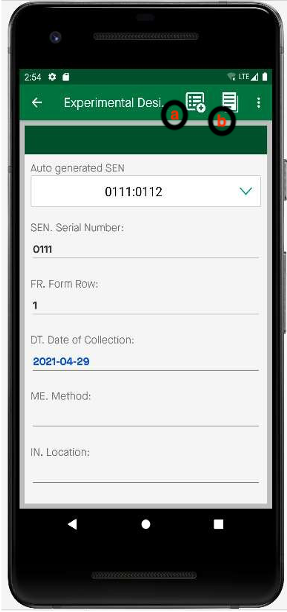 2:54 LTE
Experimental Desi..
a b
Auto generated SEN
0111:0112
SEN. Serial Number:
0111
FR. Form Row:
1
DT. Date of Collection:
2021-04-29
ME. Method:
IN. Location: